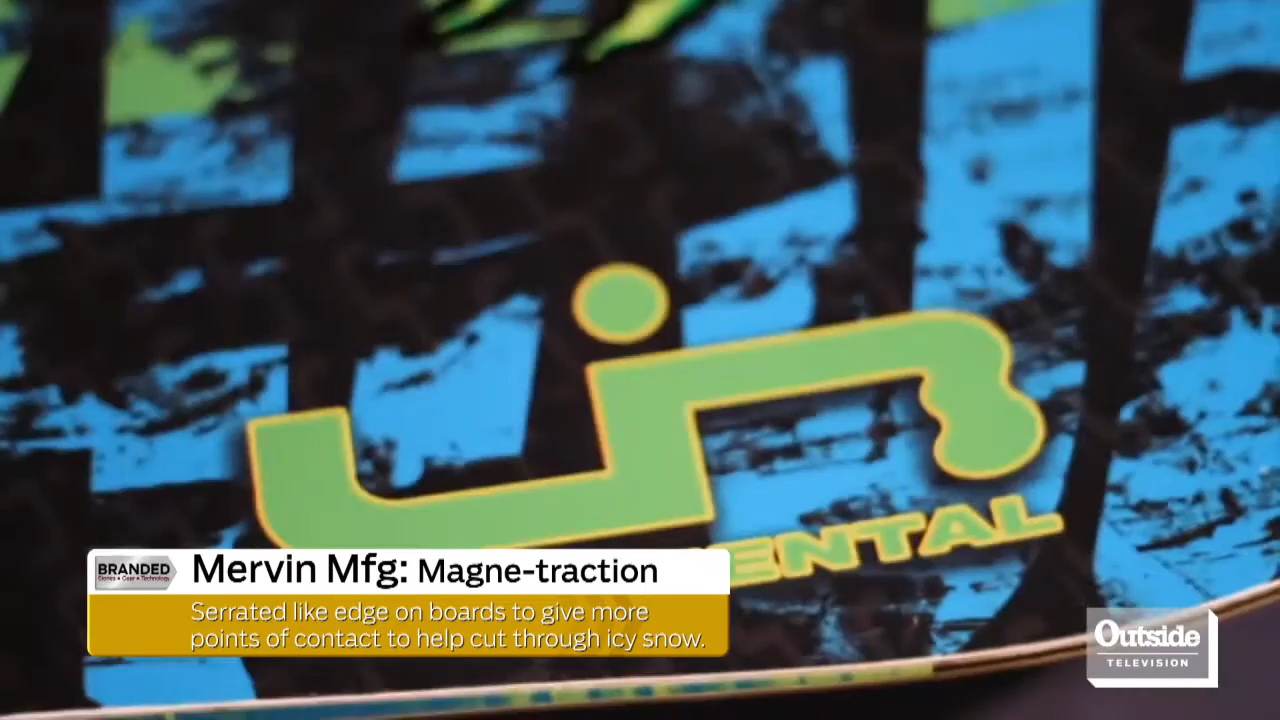 ENTAL
BRANDED
Stories • Gear • Technology
Mervin Mfg: Magne-traction
Serrated like edge on boards to give more
points of contact to help cut through icy snow.
Outside
TELEVISION